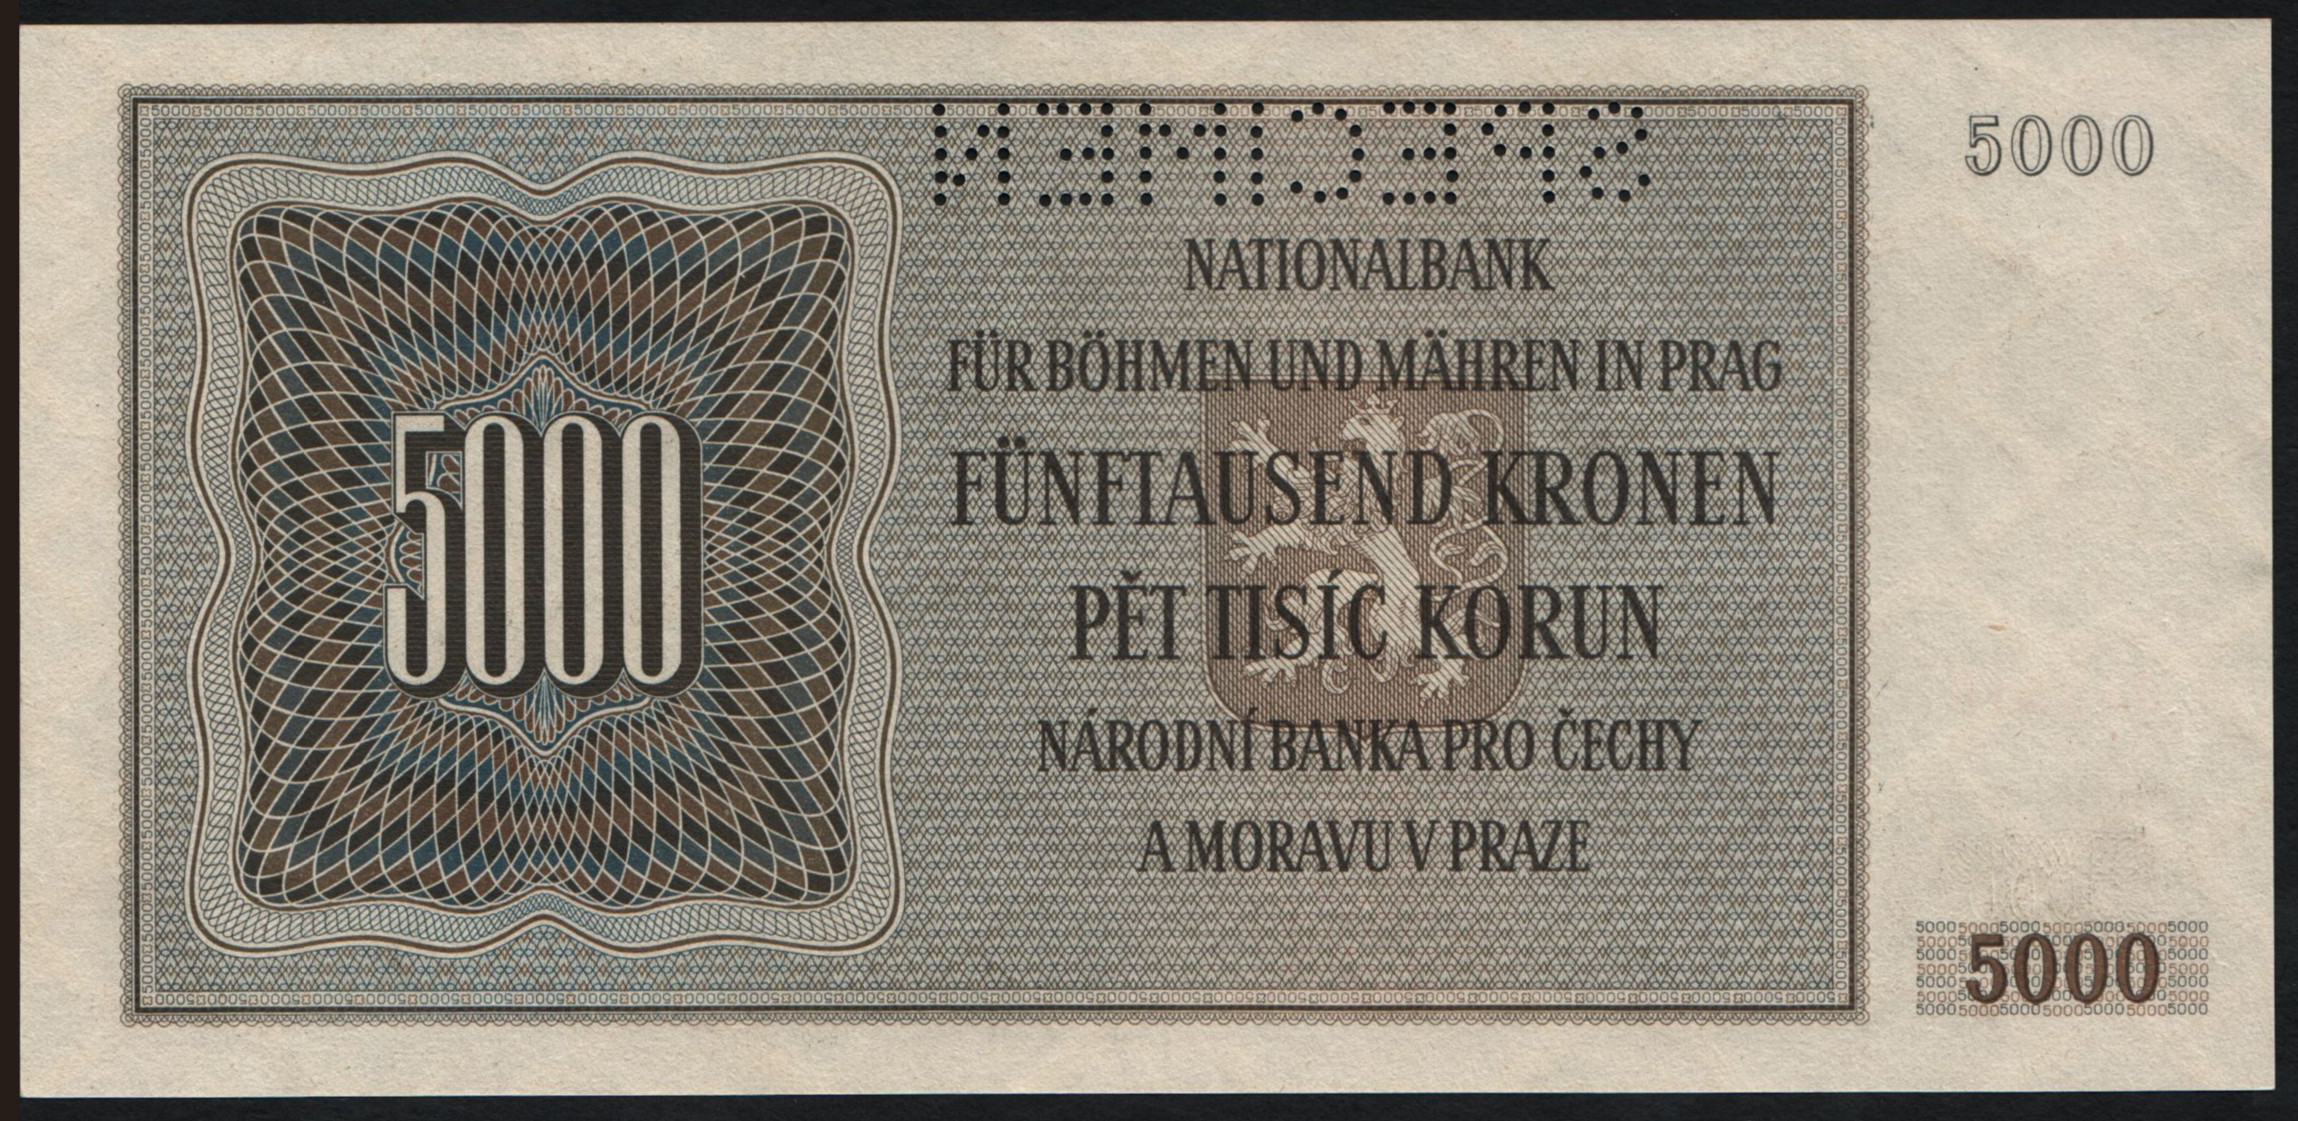 SPECIMEN
5000
NATIONALBANK
FÜR BÖHMEN UND MÄHREN IN PRAG
FÜNFTAUSEND KRONEN
5000
PĚT TISÍC KORUN
NÁRODNÍ BANKA PRO ČECHY
A MORAVU V PRAZE
5000